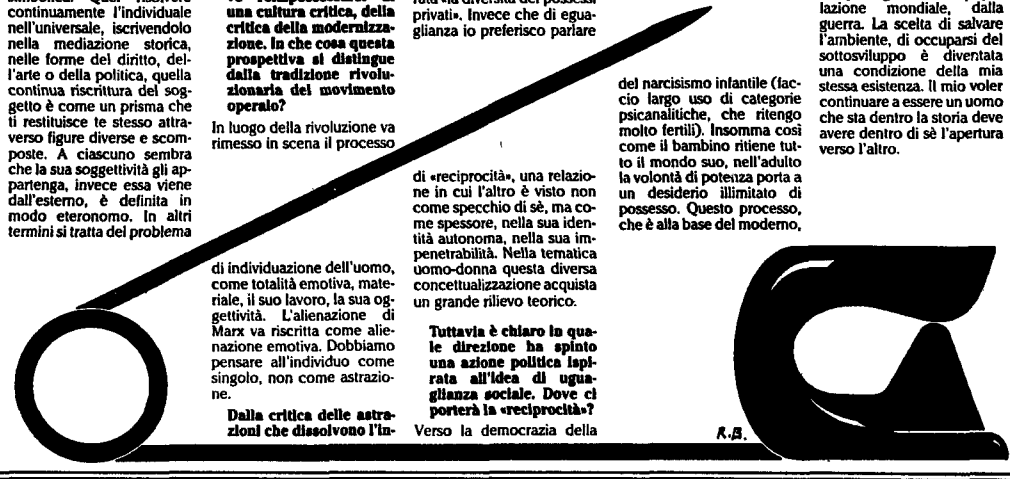 continuamente l'individuale
nell'universale, iscrivendolo
nella mediazione storica,
nelle forme del diritto, del-
l'arte o della politica, quella
continua riscrittura del sog-
getto è come un prisma che
ti restituisce te stesso attra-
verso figure diverse e scom-
poste. A ciascuno sembra
che la sua soggettività gli ap-
partenga, invece essa viene
dall'esterno, è definita in
modo eteronomo. In altri
termini si tratta del problema
una cultura critica, della
critica della modernizza-
zione. In che cosa questa
prospettiva si distingue
dalla tradizione rivolu-
zionaria del movimento
operaio?
In luogo della rivoluzione va
rimesso in scena il processo
di individuazione dell'uomo,
come totalità emotiva, mate-
riale, il suo lavoro, la sua og-
gettività. L'alienazione di
Marx va riscritta come alie-
nazione emotiva. Dobbiamo
pensare all'individuo come
singolo, non come astrazio-
ne.
Dalla critica delle astra-
zioni che dissolvono l'in-
privati». Invece che di egua-
glianza io preferisco parlare
di «reciprocità», una relazio-
ne in cui l'altro è visto non
come specchio di sè, ma co-
me spessore, nella sua iden-
tità autonoma, nella sua im-
penetrabilità. Nella tematica
uomo-donna questa diversa
concettualizzazione acquista
un grande rilievo teorico.
Tuttavia è chiaro in qua-
le direzione ha spinto
una azione politica ispi-
rata all'idea di ugua-
glianza sociale. Dove ci
porterà la «reciprocità»?
Verso la democrazia della
del narcisismo infantile (fac-
cio largo uso di categorie
psicanalitiche, che ritengo
molto fertili). Insomma così
come il bambino ritiene tut-
to il mondo suo, nell'adulto
la volontà di potenza porta a
un desiderio illimitato di
possesso. Questo processo,
che è alla base del moderno,
lazione mondiale, dalla
guerra. La scelta di salvare
l'ambiente, di occuparsi del
sottosviluppo è diventata
una condizione della mia
stessa esistenza. Il mio voler
continuare a essere un uomo
che sta dentro la storia deve
avere dentro di sè l'apertura
verso l'altro.
R.B.